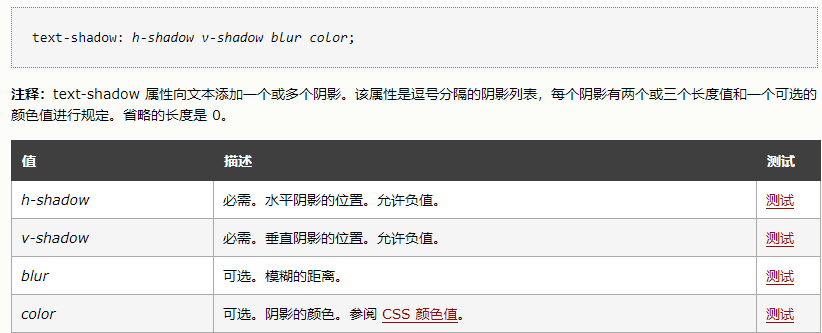 text-shadow: h-shadow v-shadow blur color;
注释：text-shadow 属性向文本添加一个或多个阴影。该属性是逗号分隔的阴影列表，每个阴影有两个或三个长度值和一个可选的
颜色值进行规定。省略的长度是 0。
值 描述 测试
h-shadow 必需。水平阴影的位置。允许负值。 测试
v-shadow 必需。垂直阴影的位置。允许负值。 测试
blur 可选。模糊的距离。 测试
color 可选。阴影的颜色。参阅 CSS 颜色值。 测试